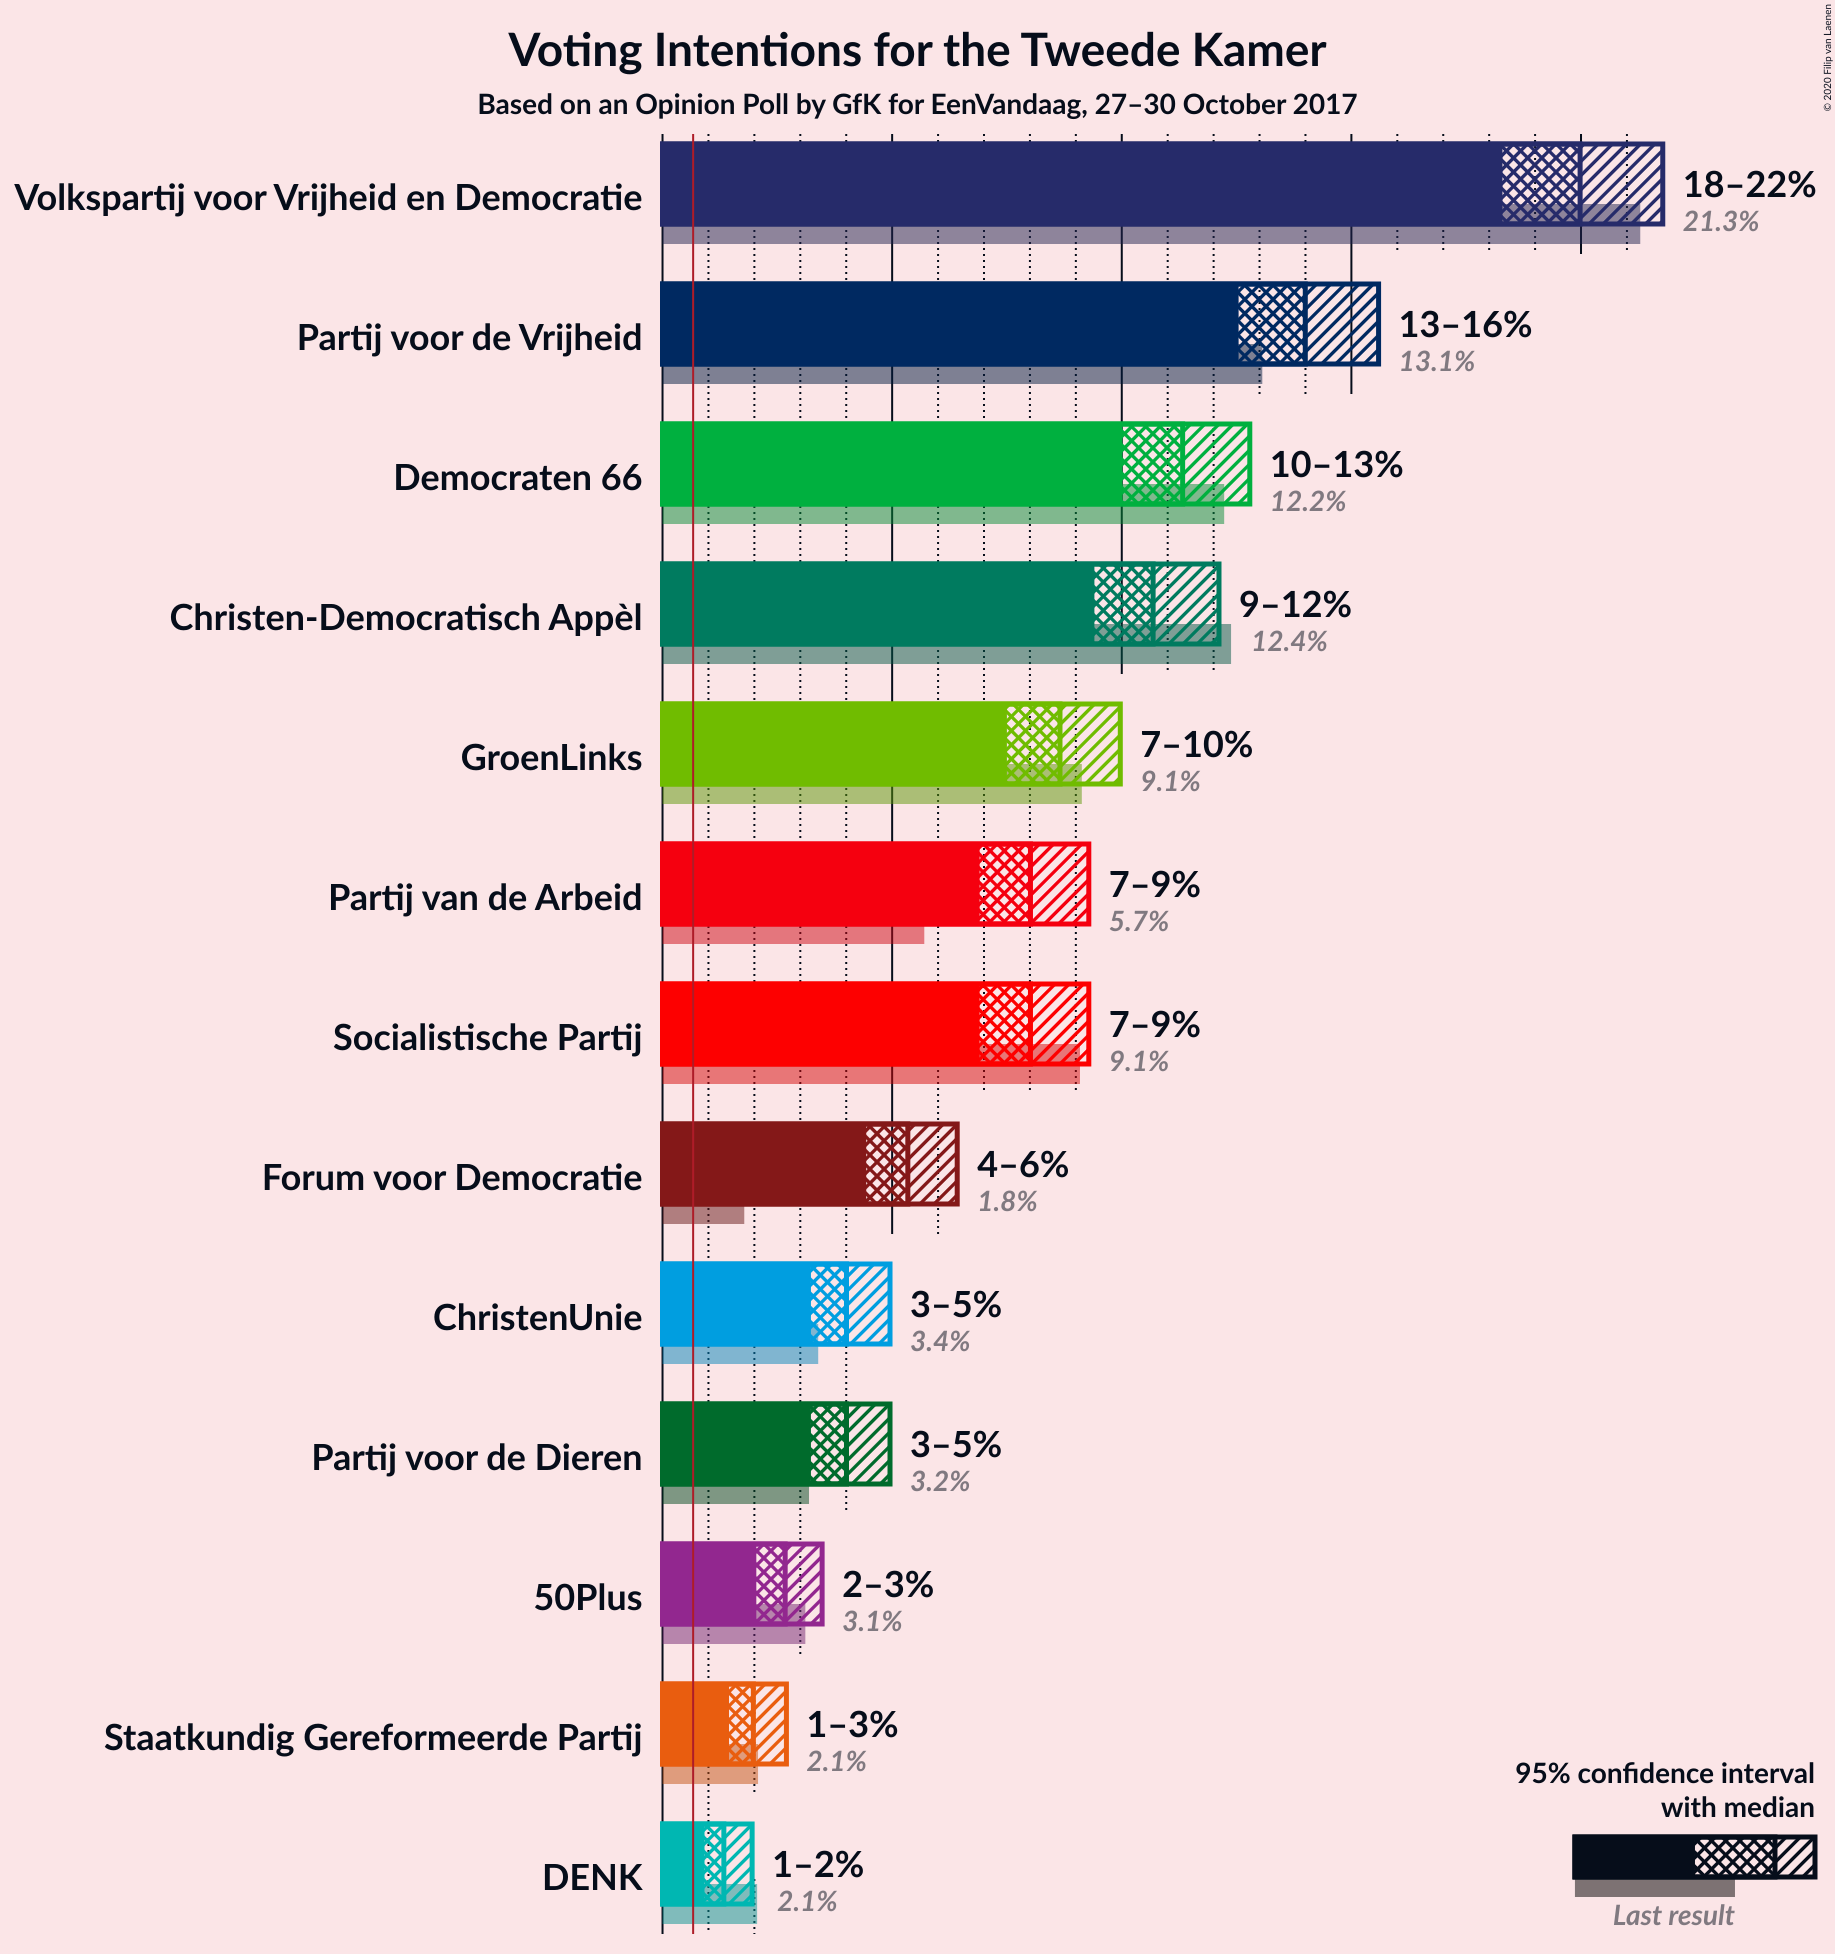 Voting Intentions for the Tweede Kamer
Based on an Opinion Poll by GfK for EenVandaag, 27–30 October 2017
© 2020 Filip van Laenen
Volkspartij voor Vrijheid en Democratie
18–22%
21.3%
Partij voor de Vrijheid
13–16%
13.1%
Democraten 66
10–13%
12.2%
Christen-Democratisch Appèl
9–12%
12.4%
GroenLinks
7–10%
9.1%
Partij van de Arbeid
7–9%
5.7%
Socialistische Partij
7–9%
9.1%
Forum voor Democratie
4–6%
1.8%
ChristenUnie
3–5%
3.4%
Partij voor de Dieren
3–5%
3.2%
50Plus
2–3%
3.1%
Staatkundig Gereformeerde Partij
1–3%
2.1%
DENK
1–2%
2.1%
95% confidence interval
with median
Last result